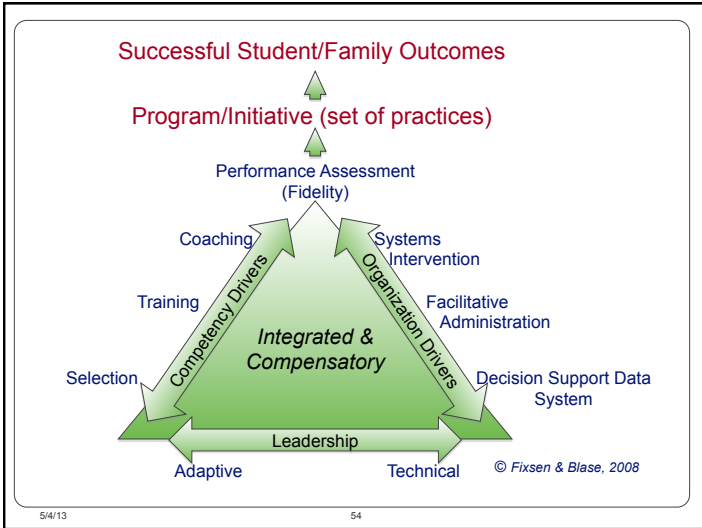 Successful Student/Family Outcomes
Program/Initiative (set of practices)
Performance Assessment
(Fidelity)
Coaching
Systems
Intervention
Competency Drivers
Organization Drivers
Training
Facilitative
Administration
Integrated &
Compensatory
Selection
Decision Support Data
System
Leadership
Adaptive
Technical
© Fixsen & Blase, 2008
5/4/13
54